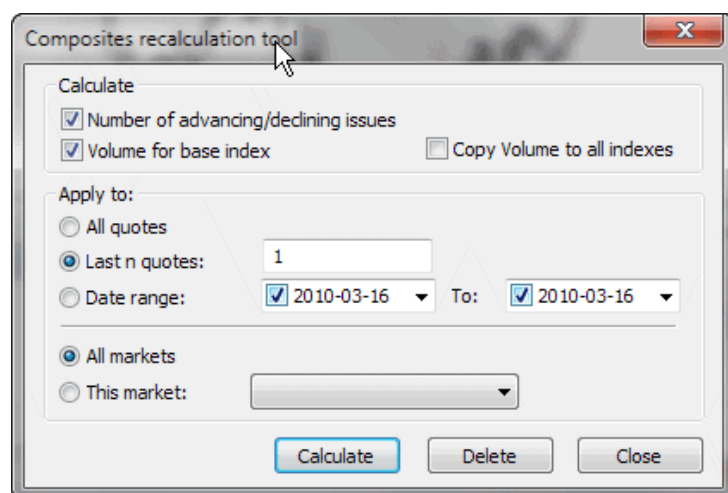 Composites recalculation tool
Calculate
Number of advancing/declining issues
Volume for base index Copy Volume to all indexes
Apply to:
All quotes
Last n quotes: 1
Date range: 2010-03-16 To: 2010-03-16
All markets
This market:
Calculate Delete Close